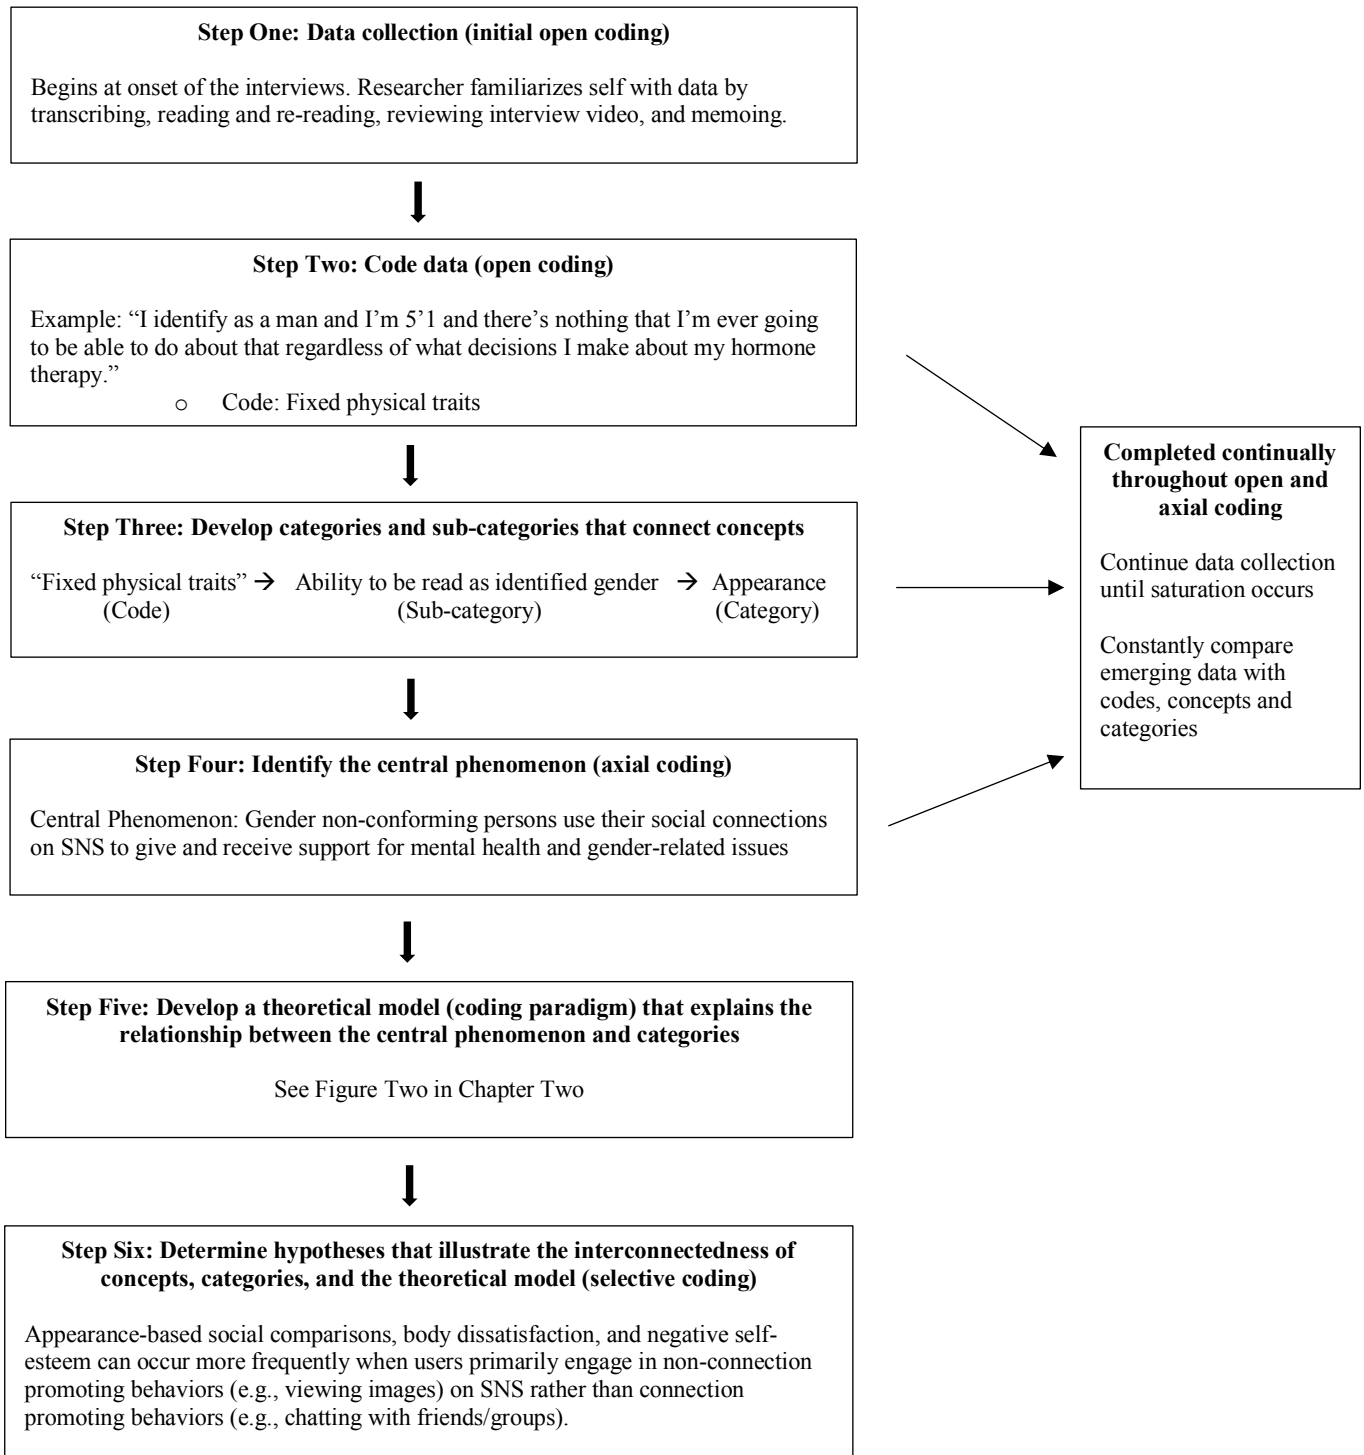 Step One: Data collection (initial open coding)
Begins at onset of the interviews. Researcher familiarizes self with data by
transcribing, reading and re-reading, reviewing interview video, and memoing.
Step Two: Code data (open coding)
Example: “I identify as a man and I’m 5’1 and there’s nothing that I’m ever going
to be able to do about that regardless of what decisions I make about my hormone
therapy.”
o Code: Fixed physical traits
Step Three: Develop categories and sub-categories that connect concepts
“Fixed physical traits” → Ability to be read as identified gender → Appearance
(Code) (Sub-category) (Category)
Step Four: Identify the central phenomenon (axial coding)
Central Phenomenon: Gender non-conforming persons use their social connections
on SNS to give and receive support for mental health and gender-related issues
Step Five: Develop a theoretical model (coding paradigm) that explains the
relationship between the central phenomenon and categories
See Figure Two in Chapter Two
Step Six: Determine hypotheses that illustrate the interconnectedness of
concepts, categories, and the theoretical model (selective coding)
Appearance-based social comparisons, body dissatisfaction, and negative self-
esteem can occur more frequently when users primarily engage in non-connection
promoting behaviors (e.g., viewing images) on SNS rather than connection
promoting behaviors (e.g., chatting with friends/groups).
Completed continually
throughout open and
axial coding
Continue data collection
until saturation occurs
Constantly compare
emerging data with
codes, concepts and
categories